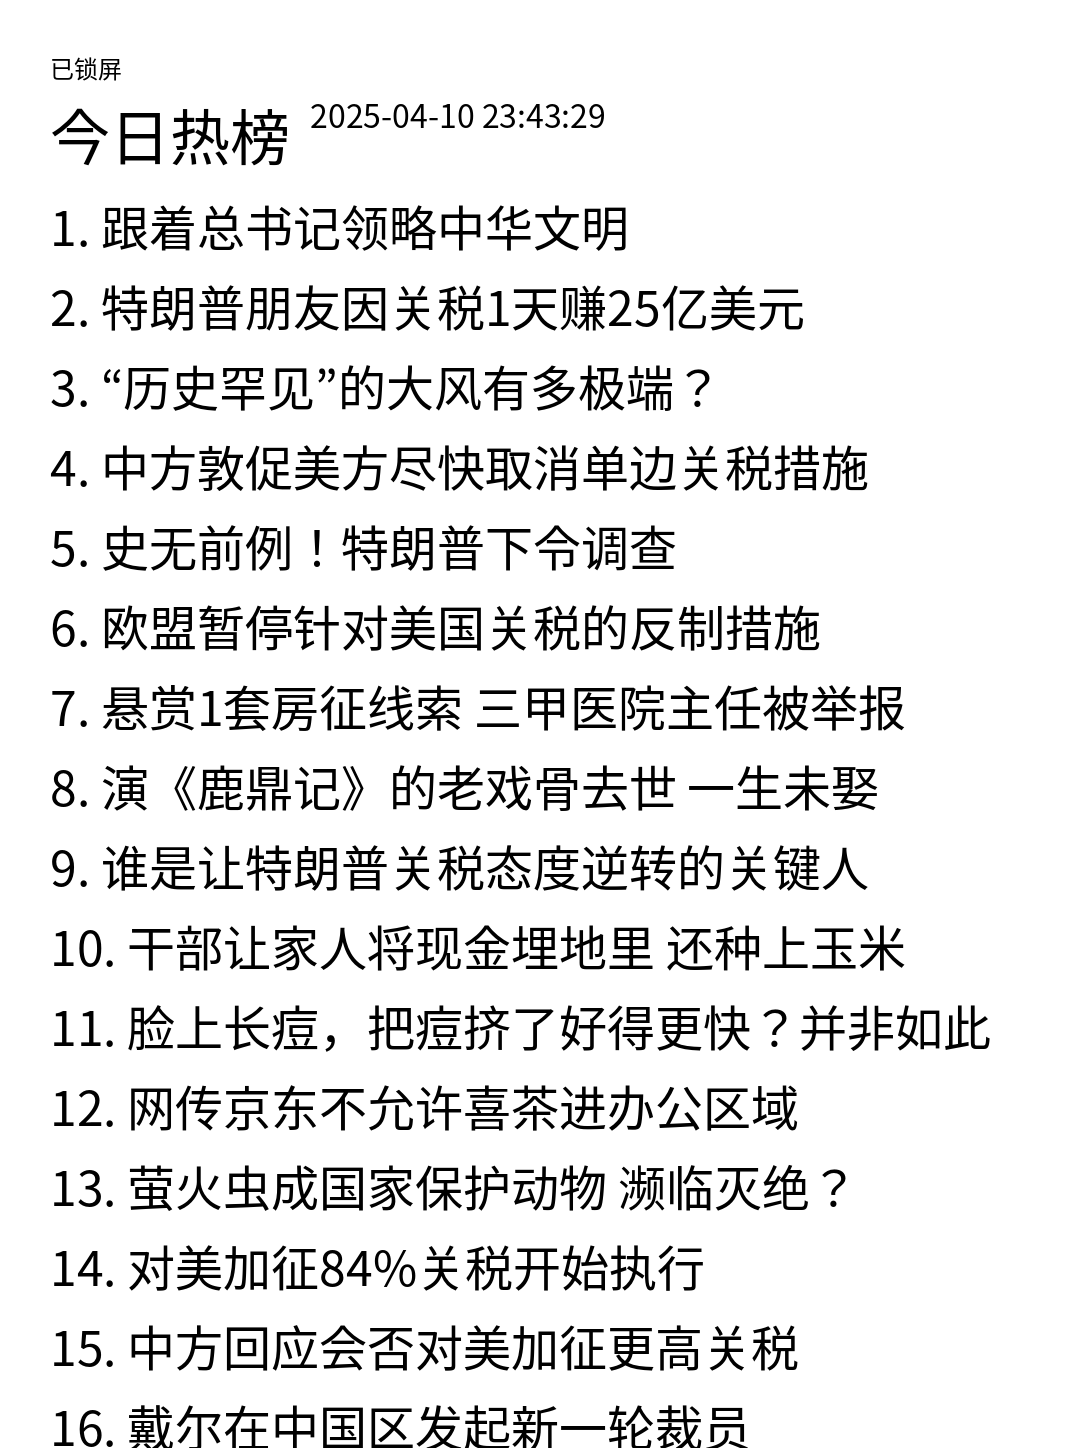 已锁屏
今日热榜 2025-04-10 23:43:29
1. 跟着总书记领略中华文明
2. 特朗普朋友因关税1天赚25亿美元
3. “历史罕见”的大风有多极端？
4. 中方敦促美方尽快取消单边关税措施
5. 史无前例！特朗普下令调查
6. 欧盟暂停针对美国关税的反制措施
7. 悬赏1套房征线索 三甲医院主任被举报
8. 演《鹿鼎记》的老戏骨去世 一生未娶
9. 谁是让特朗普关税态度逆转的关键人
10. 干部让家人将现金埋地里 还种上玉米
11. 脸上长痘，把痘挤了好得更快？并非如此
12. 网传京东不允许喜茶进办公区域
13. 萤火虫成国家保护动物 濒临灭绝？
14. 对美加征84%关税开始执行
15. 中方回应会否对美加征更高关税
16. 戴尔在中国区发起新一轮裁员